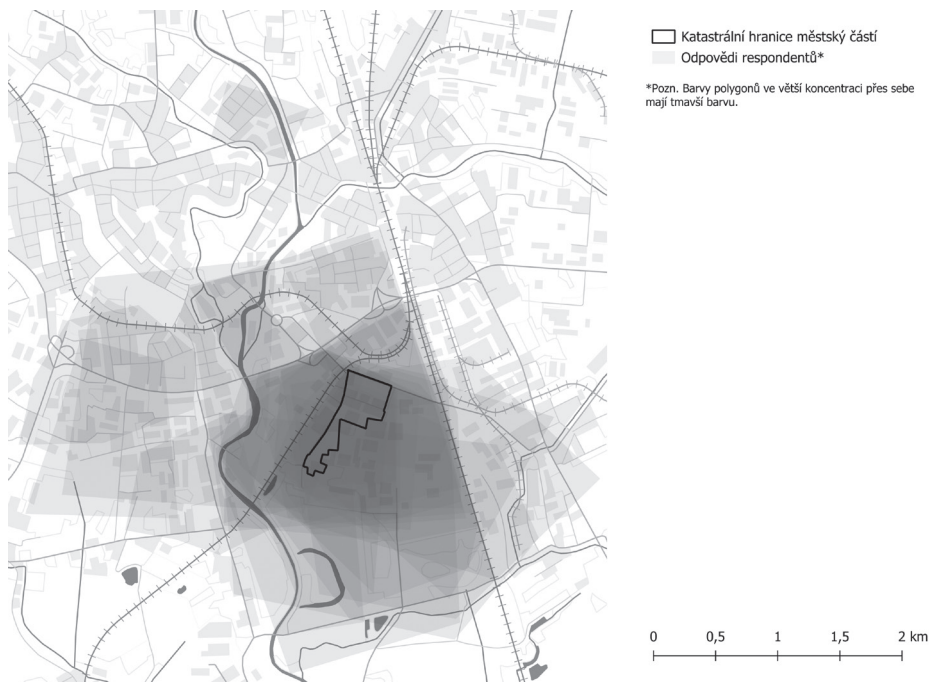 Katastrální hranice městský částí
Odpovědi respondentů*
*Pozn. Barvy polygonů ve větší koncentraci přes sebe
mají tmavší barvu.
0 0,5 1 1,5 2 km